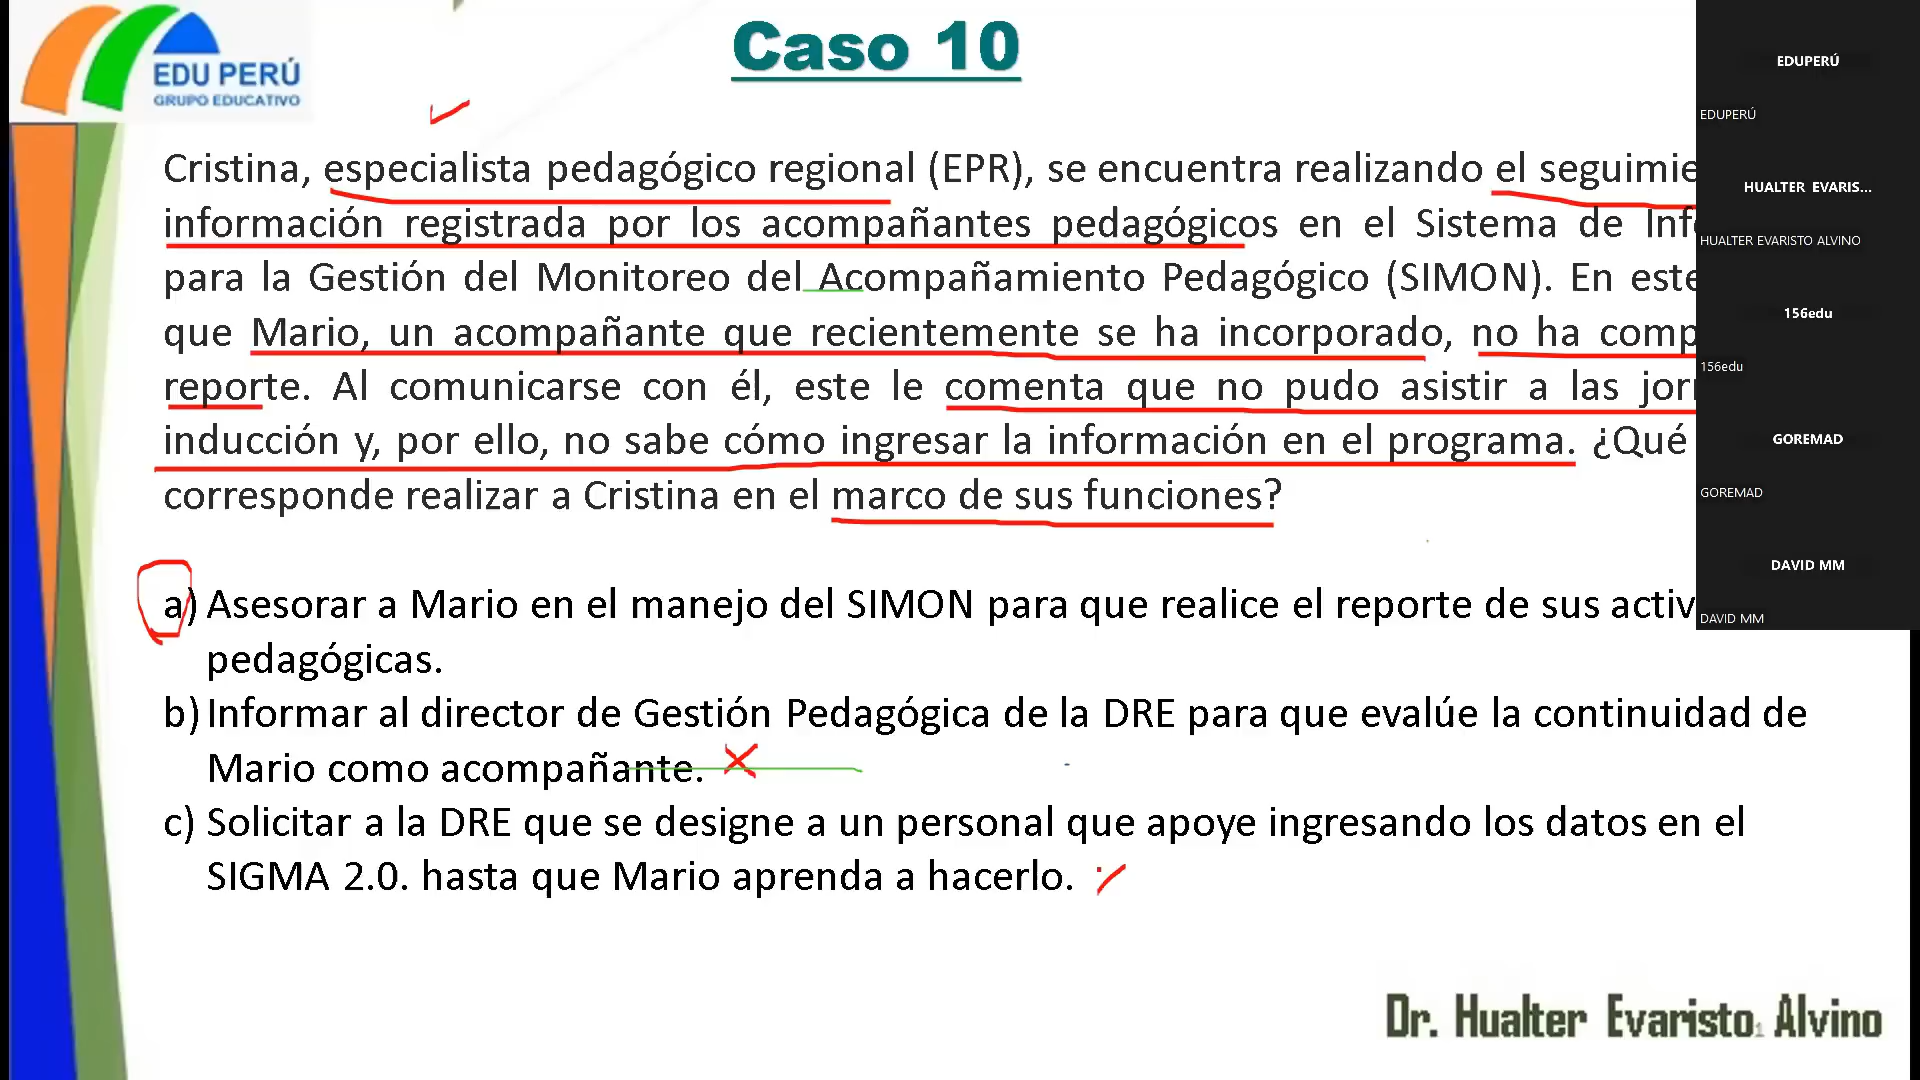 EDU PERÚ
GRUPO EDUCATIVO
Caso 10
Cristina, especialista pedagógico regional (EPR), se encuentra realizando el
información registrada por los acompañantes pedagógicos en el Sistema de
para la Gestión del Monitoreo del Acompañamiento Pedagógico (SIMON). En
que Mario, un acompañante que recientemente se ha incorporado, no ha
reporte. Al comunicarse con él, este le comenta que no pudo asistir a las
inducción y, por ello, no sabe cómo ingresar la información en el programa. ¿Qué
corresponde realizar a Cristina en el marco de sus funciones?
a) Asesorar a Mario en el manejo del SIMON para que realice el reporte de sus
pedagógicas.
b) Informar al director de Gestión Pedagógica de la DRE para que evalúe la continuidad de
Mario como acompañante.
c) Solicitar a la DRE que se designe a un personal que apoye ingresando los datos en el
SIGMA 2.0. hasta que Mario aprenda a hacerlo.
Dr. Hualter Evaristo Alvino
EDUPERÚ
EDUPERÚ
HUALTER EVARIS...
HUALTER EVARISTO ALVINO
156edu
156edu
GOREMAD
GOREMAD
DAVID MM
DAVID MM